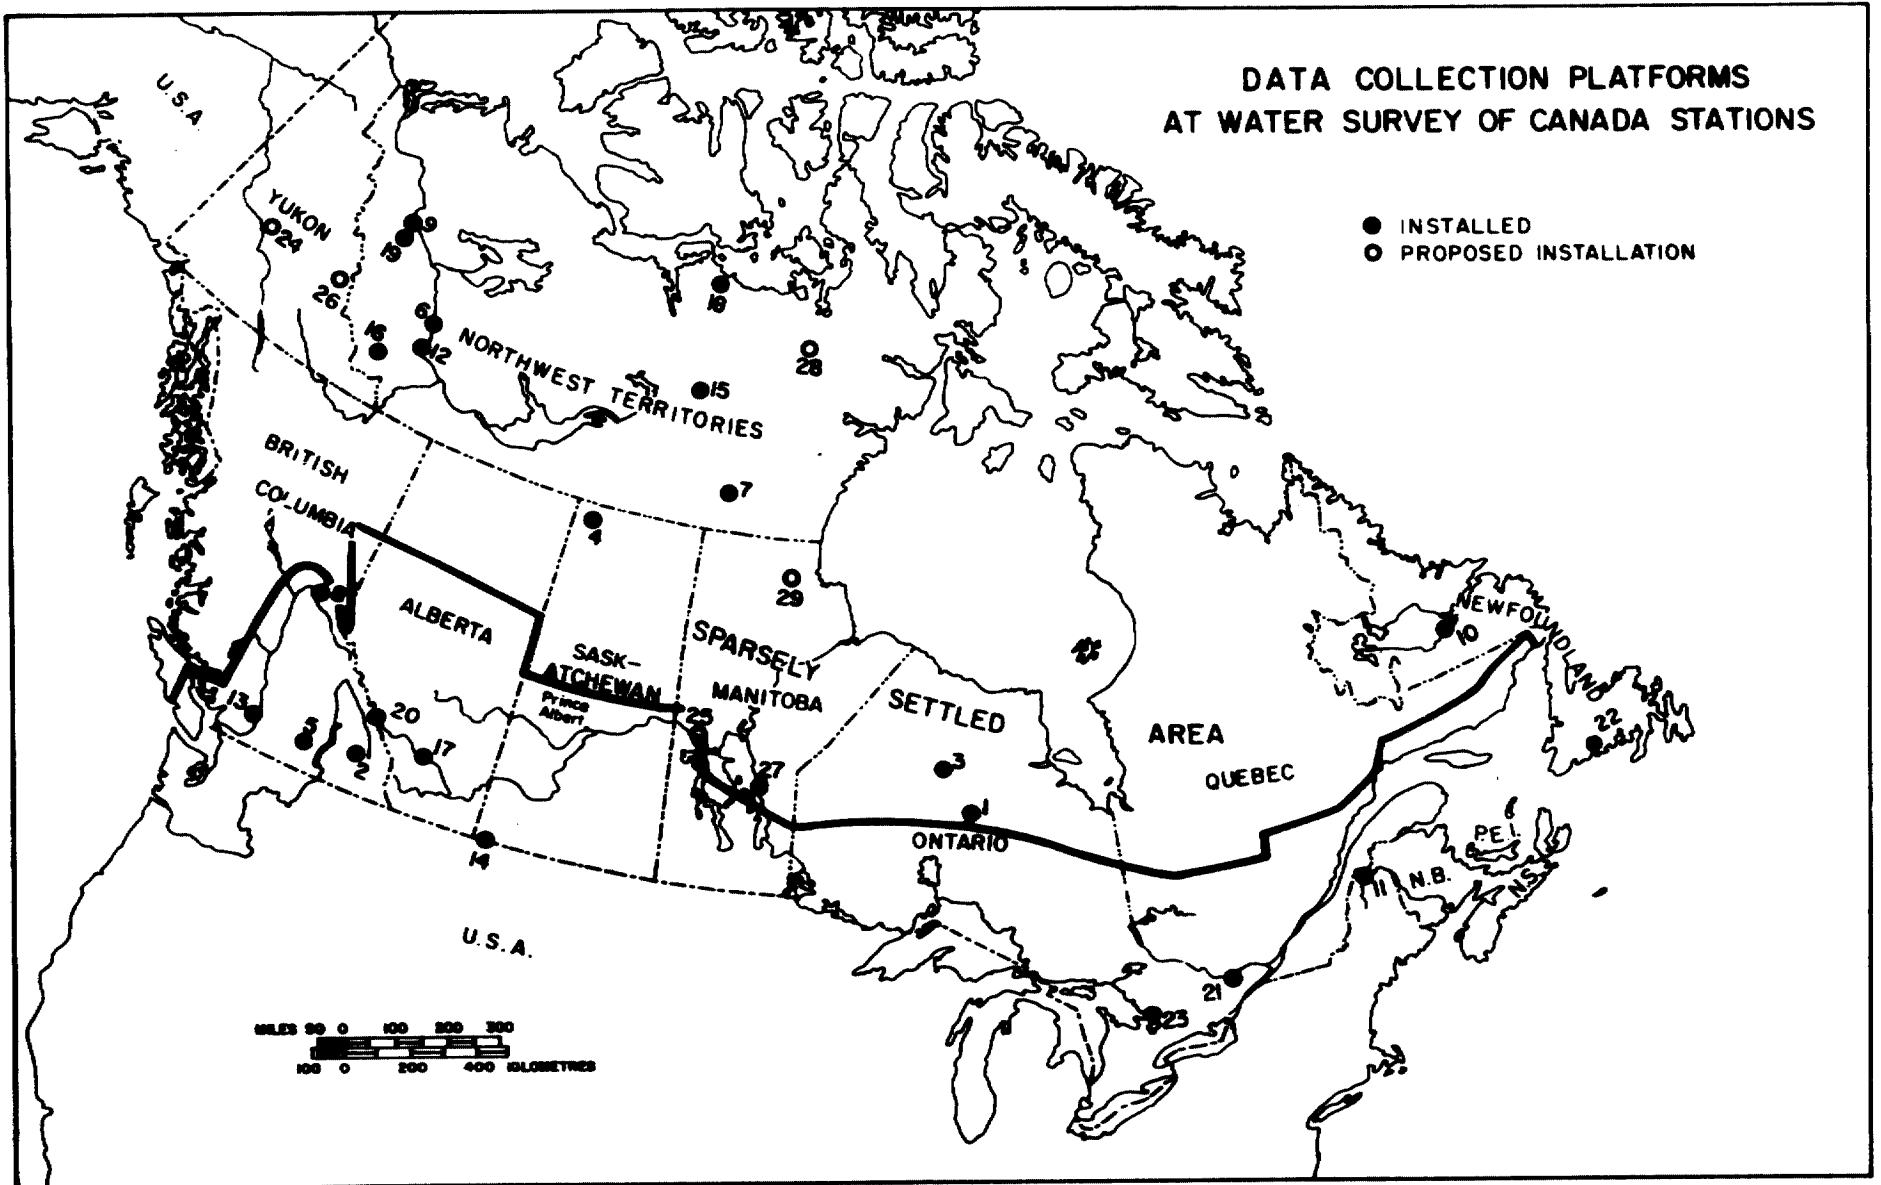 DATA COLLECTION PLATFORMS
AT WATER SURVEY OF CANADA STATIONS
INSTALLED
PROPOSED INSTALLATION
U.S.A
YUKON
24
26
9
19
6
16
12
18
28
15
NORTHWEST TERRITORIES
7
4
29
BRITISH
COLUMBIA
ALBERTA
SASK-
ATCHEWAN
Prince
Albert
SPARSELY
MANITOBA
SETTLED
AREA
QUEBEC
NEWFOUNDLAND
10
22
13
5
2
20
17
14
25
27
3
1
ONTARIO
P.E.
N.B.
N.S.
11
21
23
U.S.A.
MILES 50 0 100 200 300
100 0 200 400 KILOMETRES